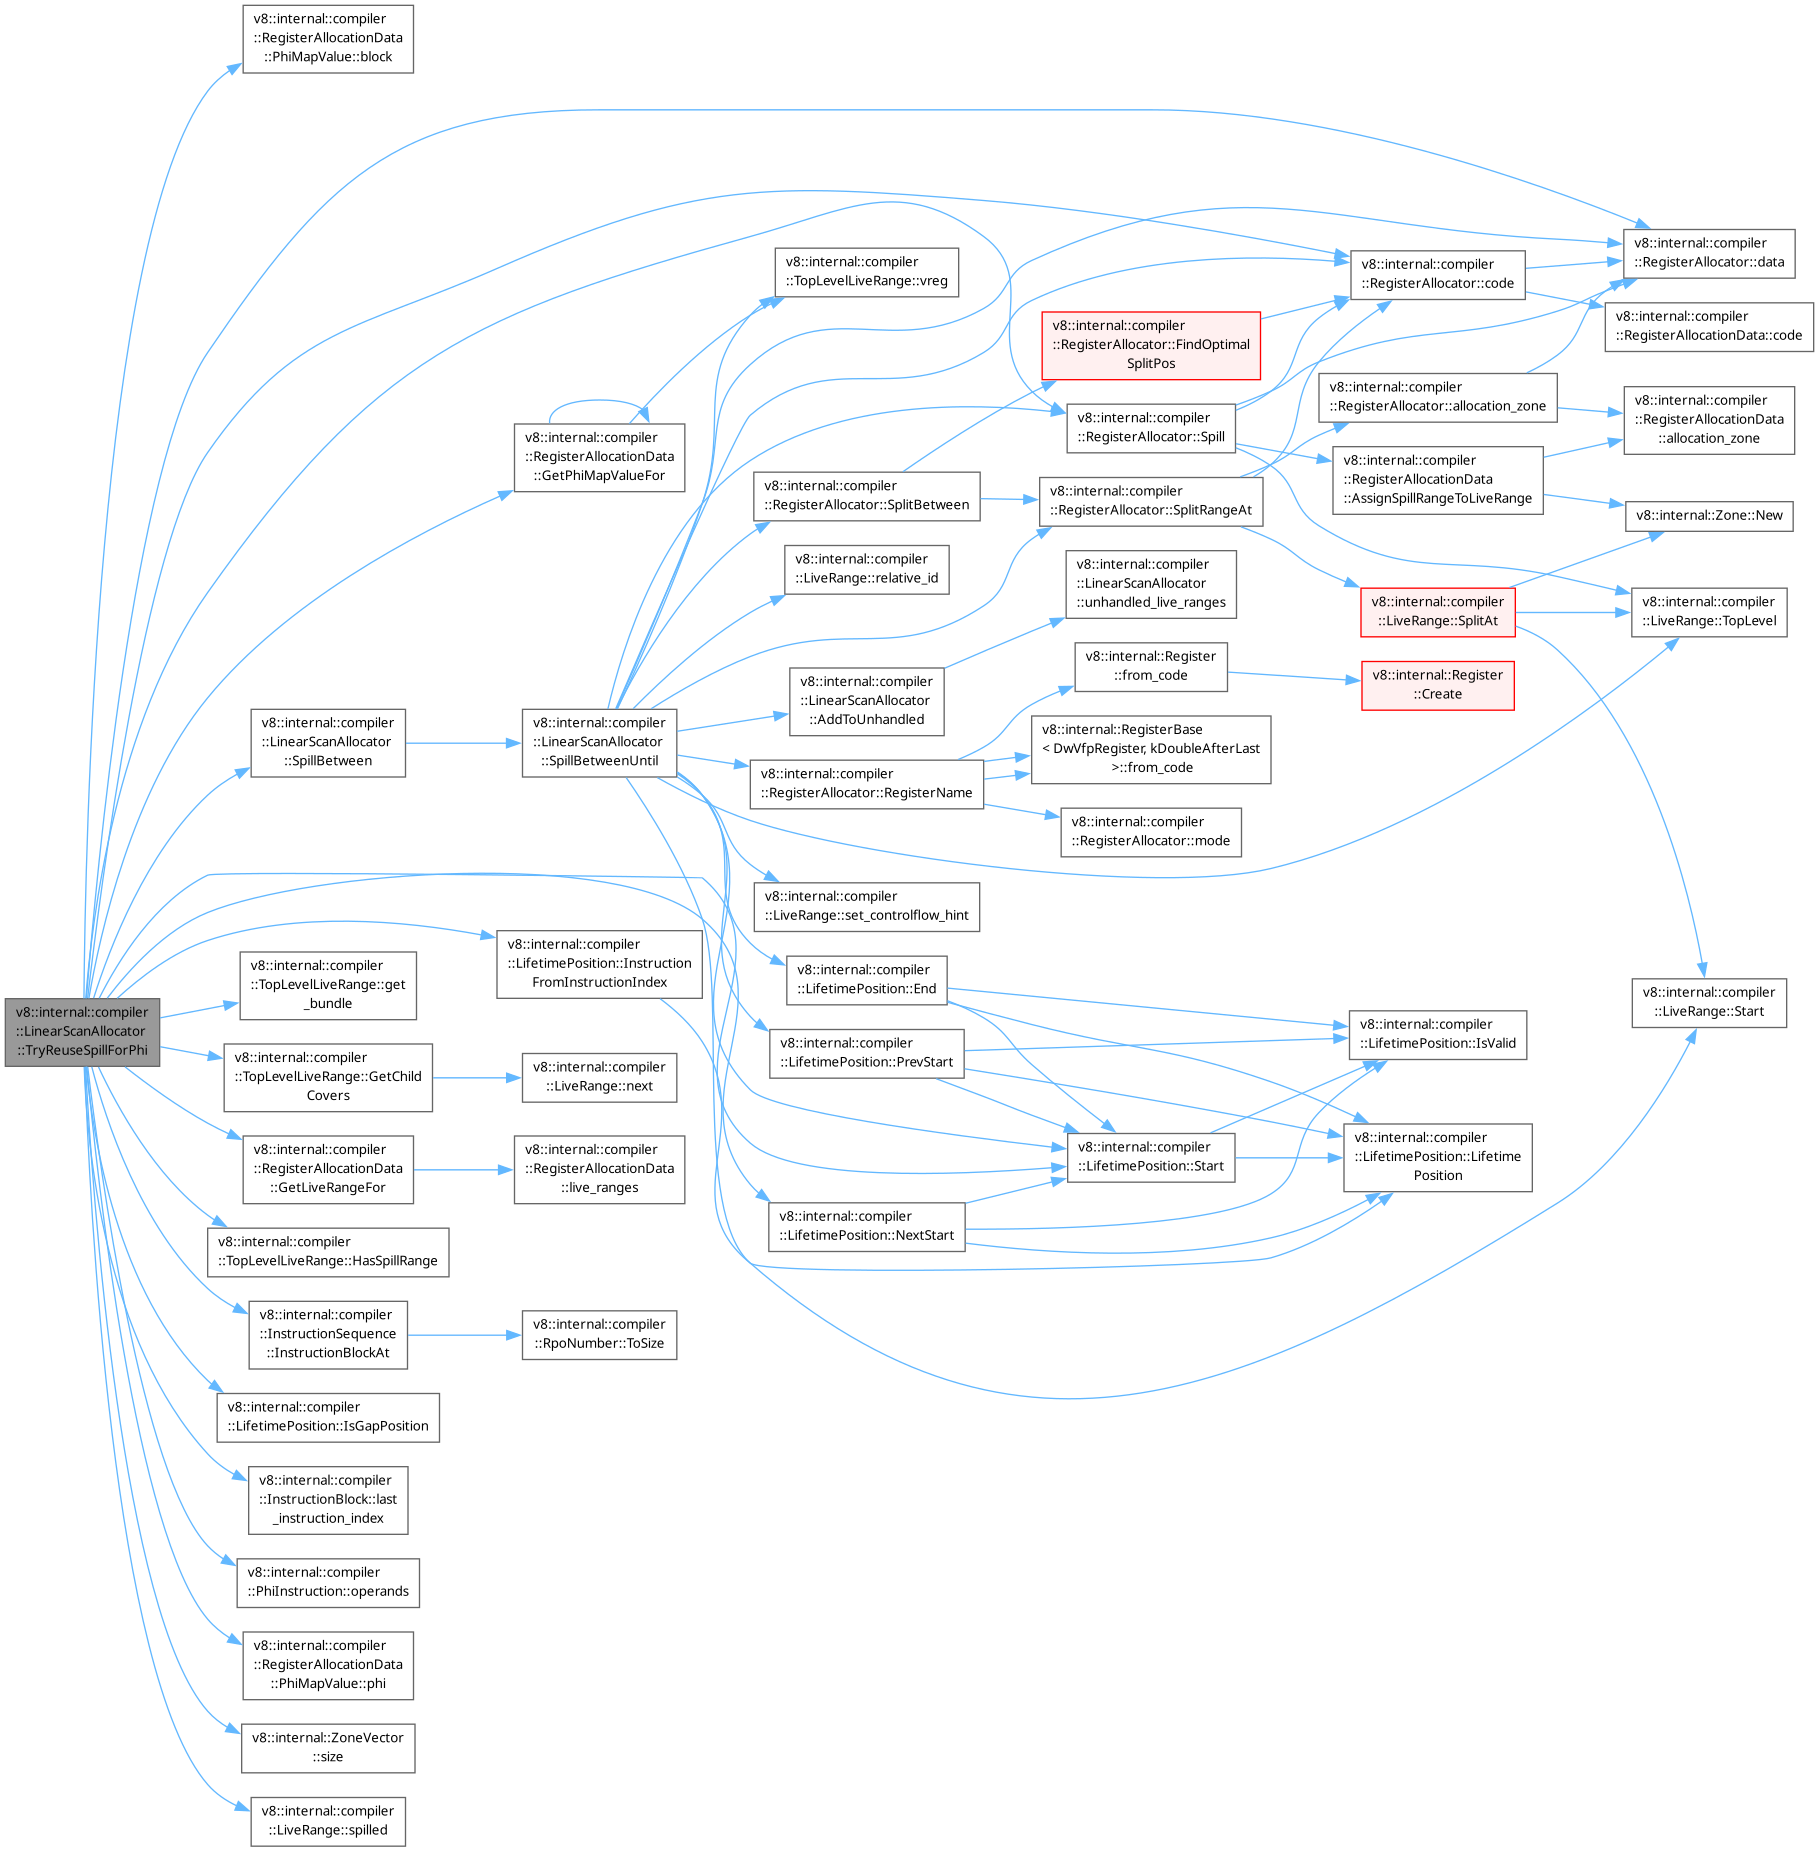 v8::internal::compiler
::LinearScanAllocator
::TryReuseSpillForPhi
v8::internal::compiler
::RegisterAllocationData
::PhiMapValue::block
v8::internal::compiler
::RegisterAllocator::data
v8::internal::compiler
::RegisterAllocator::code
v8::internal::compiler
::RegisterAllocationData::code
v8::internal::compiler
::TopLevelLiveRange::vreg
v8::internal::compiler
::RegisterAllocator::FindOptimal
SplitPos
v8::internal::compiler
::RegisterAllocator::allocation_zone
v8::internal::compiler
::RegisterAllocationData
::allocation_zone
v8::internal::compiler
::RegisterAllocator::Spill
v8::internal::compiler
::RegisterAllocationData
::GetPhiMapValueFor
v8::internal::compiler
::RegisterAllocationData
::AssignSpillRangeToLiveRange
v8::internal::compiler
::RegisterAllocator::SplitBetween
v8::internal::compiler
::RegisterAllocator::SplitRangeAt
v8::internal::Zone::New
v8::internal::compiler
::LiveRange::relative_id
v8::internal::compiler
::LinearScanAllocator
::unhandled_live_ranges
v8::internal::compiler
::LiveRange::SplitAt
v8::internal::compiler
::LiveRange::TopLevel
v8::internal::Register
::from_code
v8::internal::Register
::Create
v8::internal::compiler
::LinearScanAllocator
::AddToUnhandled
v8::internal::compiler
::LinearScanAllocator
::SpillBetween
v8::internal::compiler
::LinearScanAllocator
::SpillBetweenUntil
v8::internal::RegisterBase
< DwVfpRegister, kDoubleAfterLast
>::from_code
v8::internal::compiler
::RegisterAllocator::RegisterName
v8::internal::compiler
::RegisterAllocator::mode
v8::internal::compiler
::LiveRange::set_controlflow_hint
v8::internal::compiler
::LifetimePosition::Instruction
FromInstructionIndex
v8::internal::compiler
::TopLevelLiveRange::get
_bundle
v8::internal::compiler
::LifetimePosition::End
v8::internal::compiler
::LiveRange::Start
v8::internal::compiler
::LifetimePosition::IsValid
v8::internal::compiler
::LifetimePosition::PrevStart
v8::internal::compiler
::TopLevelLiveRange::GetChild
Covers
v8::internal::compiler
::LiveRange::next
v8::internal::compiler
::LifetimePosition::Lifetime
Position
v8::internal::compiler
::LifetimePosition::Start
v8::internal::compiler
::RegisterAllocationData
::GetLiveRangeFor
v8::internal::compiler
::RegisterAllocationData
::live_ranges
v8::internal::compiler
::LifetimePosition::NextStart
v8::internal::compiler
::TopLevelLiveRange::HasSpillRange
v8::internal::compiler
::InstructionSequence
::InstructionBlockAt
v8::internal::compiler
::RpoNumber::ToSize
v8::internal::compiler
::LifetimePosition::IsGapPosition
v8::internal::compiler
::InstructionBlock::last
_instruction_index
v8::internal::compiler
::PhiInstruction::operands
v8::internal::compiler
::RegisterAllocationData
::PhiMapValue::phi
v8::internal::ZoneVector
::size
v8::internal::compiler
::LiveRange::spilled